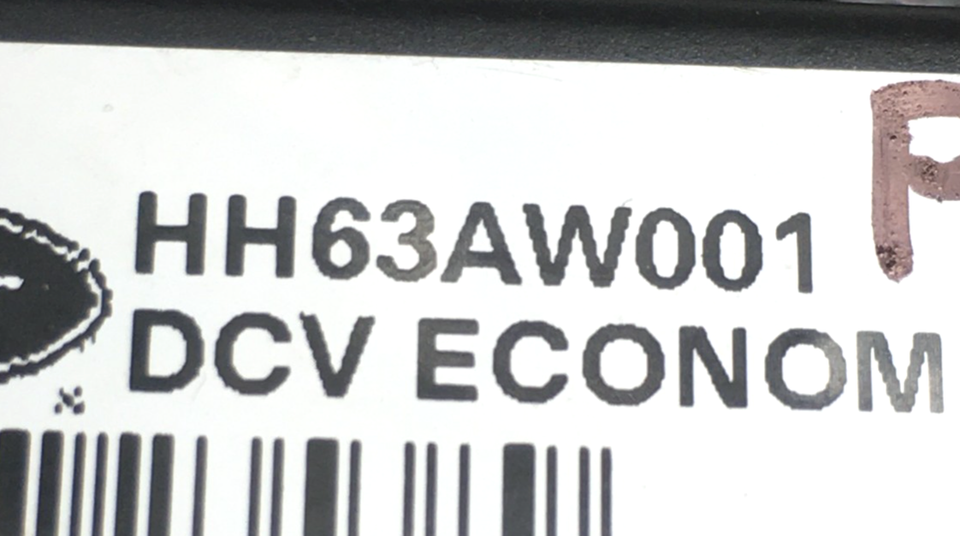 HH63AW001
DCV ECONOM